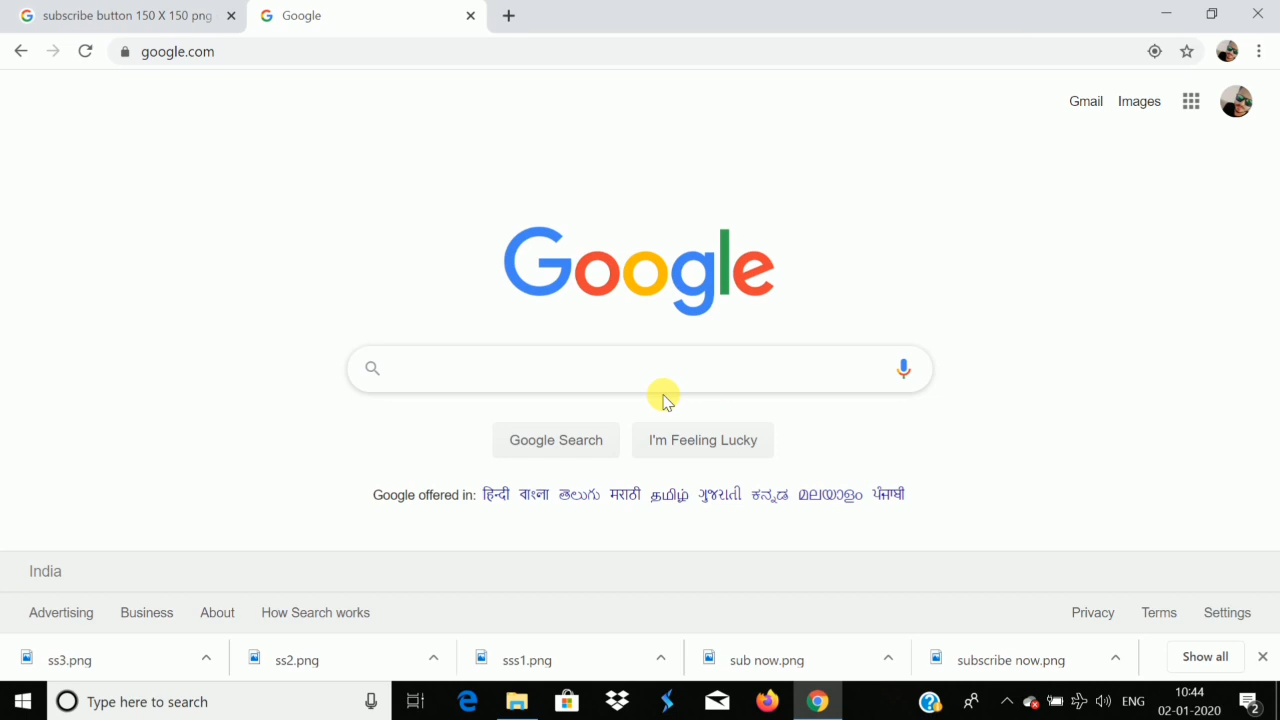 subscribe button 150 X 150 png
Google
google.com
Gmail Images
Google
Google Search I'm Feeling Lucky
Google offered in: हिन्दी বাংলা తెలుగు मराठी தமிழ் ગુજરાતી ಕನ್ನಡ മലയാളം ਪੰਜਾਬੀ
India
Advertising Business About How Search works Privacy Terms Settings
ss3.png ss2.png sss1.png sub now.png subscribe now.png Show all
Type here to search ENG 10:44
02-01-2020 2